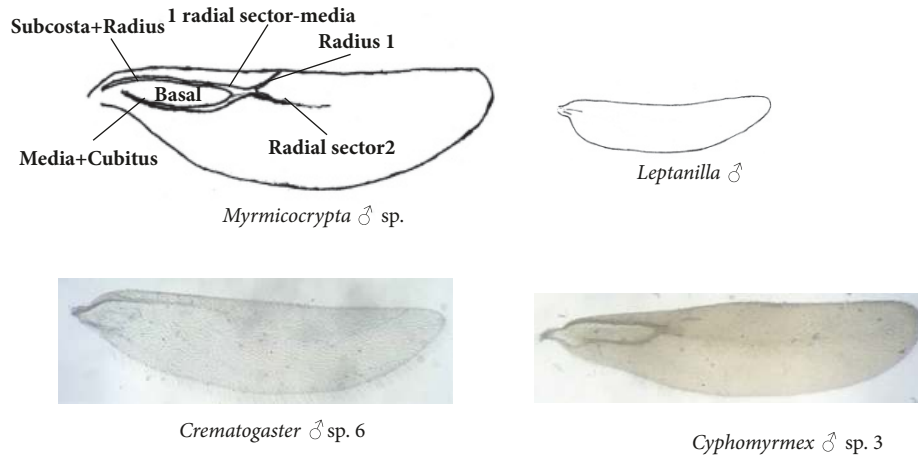 Subcosta+Radius
1 radial sector-media
Radius 1
Basal
Media+Cubitus
Radial sector2
Myrmicocrypta ♂ sp.
Leptanilla ♂
Crematogaster ♂ sp. 6
Cyphomyrmex ♂ sp. 3